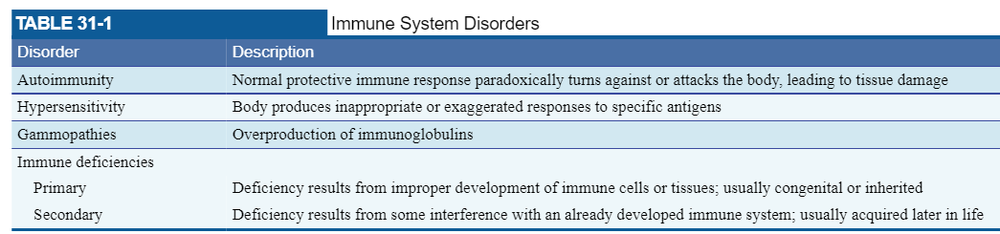 TABLE 31-1 Immune System Disorders
Disorder Description
Autoimmunity Normal protective immune response paradoxically turns against or attacks the body, leading to tissue damage
Hypersensitivity Body produces inappropriate or exaggerated responses to specific antigens
Gammopathies Overproduction of immunoglobulins
Immune deficiencies
Primary Deficiency results from improper development of immune cells or tissues; usually congenital or inherited
Secondary Deficiency results from some interference with an already developed immune system; usually acquired later in life